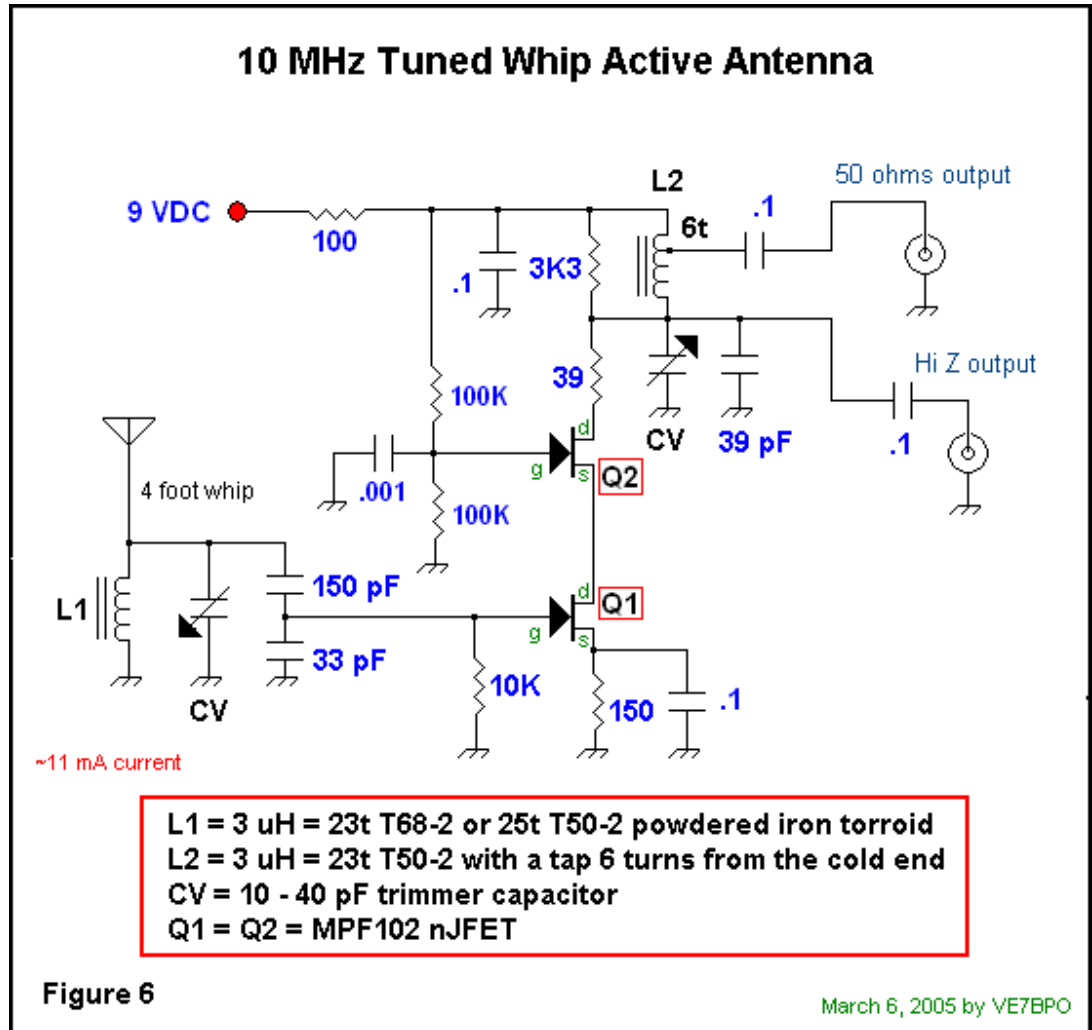 10 MHz Tuned Whip Active Antenna
L2
50 ohms output
9 VDC
.1
6t
100
3K3
.1
39
Hi Z output
100K
d
CV
39 pF
.1
g
s
Q2
4 foot whip
.001
100K
150 pF
d
Q1
L1
g
s
33 pF
10K
150
.1
CV
~11 mA current
L1 = 3 uH = 23t T68-2 or 25t T50-2 powdered iron torroid
L2 = 3 uH = 23t T50-2 with a tap 6 turns from the cold end
CV = 10 - 40 pF trimmer capacitor
Q1 = Q2 = MPF102 nJFET
Figure 6
March 6, 2005 by VE7BPO